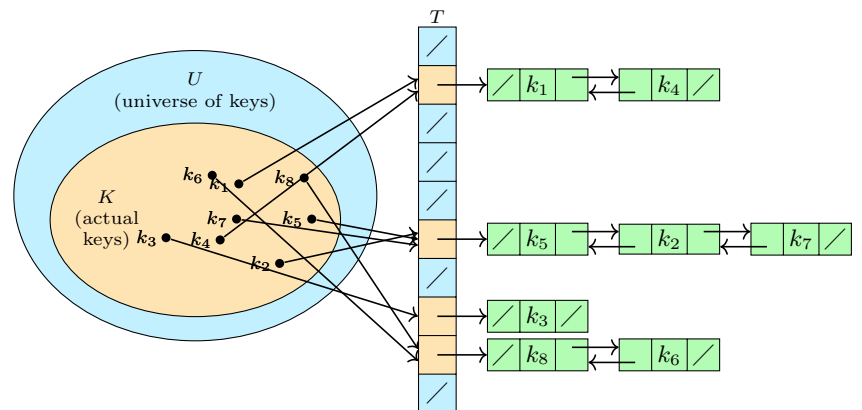 T
U
(universe of keys)
k₁ k₄
k₆
k₁
k₈
K
(actual
keys)
k₇
k₅
k₃
k₄
k₂
k₅ k₂ k₇
k₃
k₈ k₆